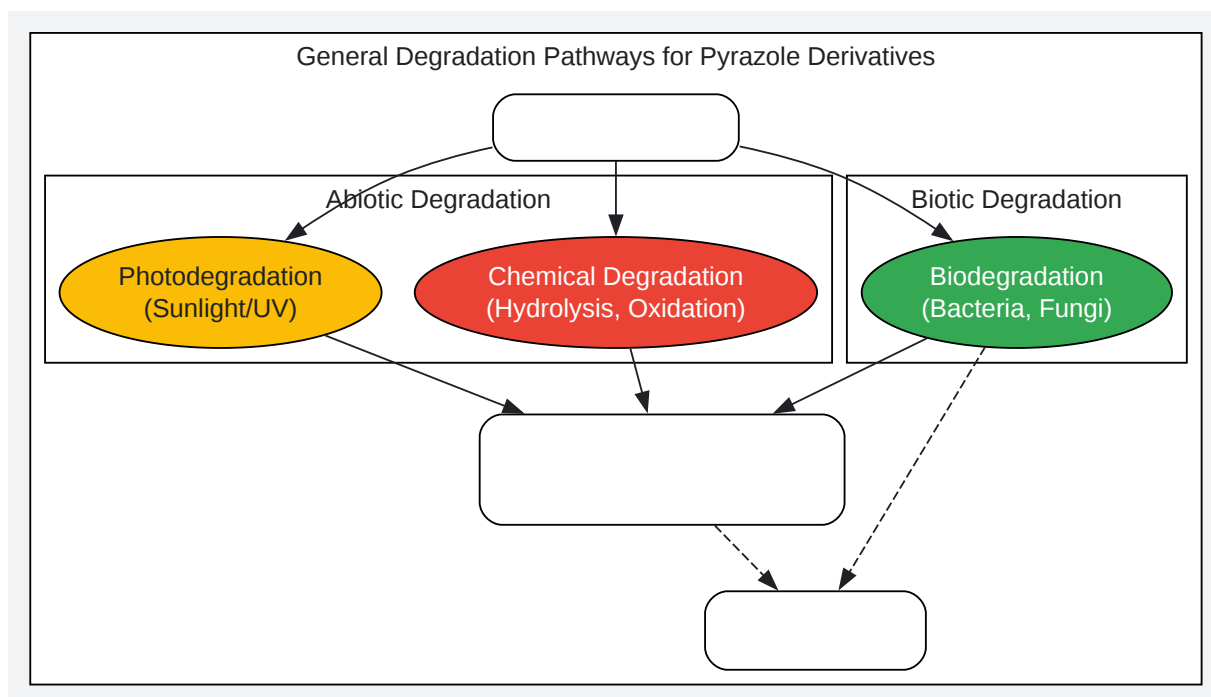 General Degradation Pathways for Pyrazole Derivatives
Abiotic Degradation
Biotic Degradation
Photodegradation
(Sunlight/UV)
Chemical Degradation
(Hydrolysis, Oxidation)
Biodegradation
(Bacteria, Fungi)